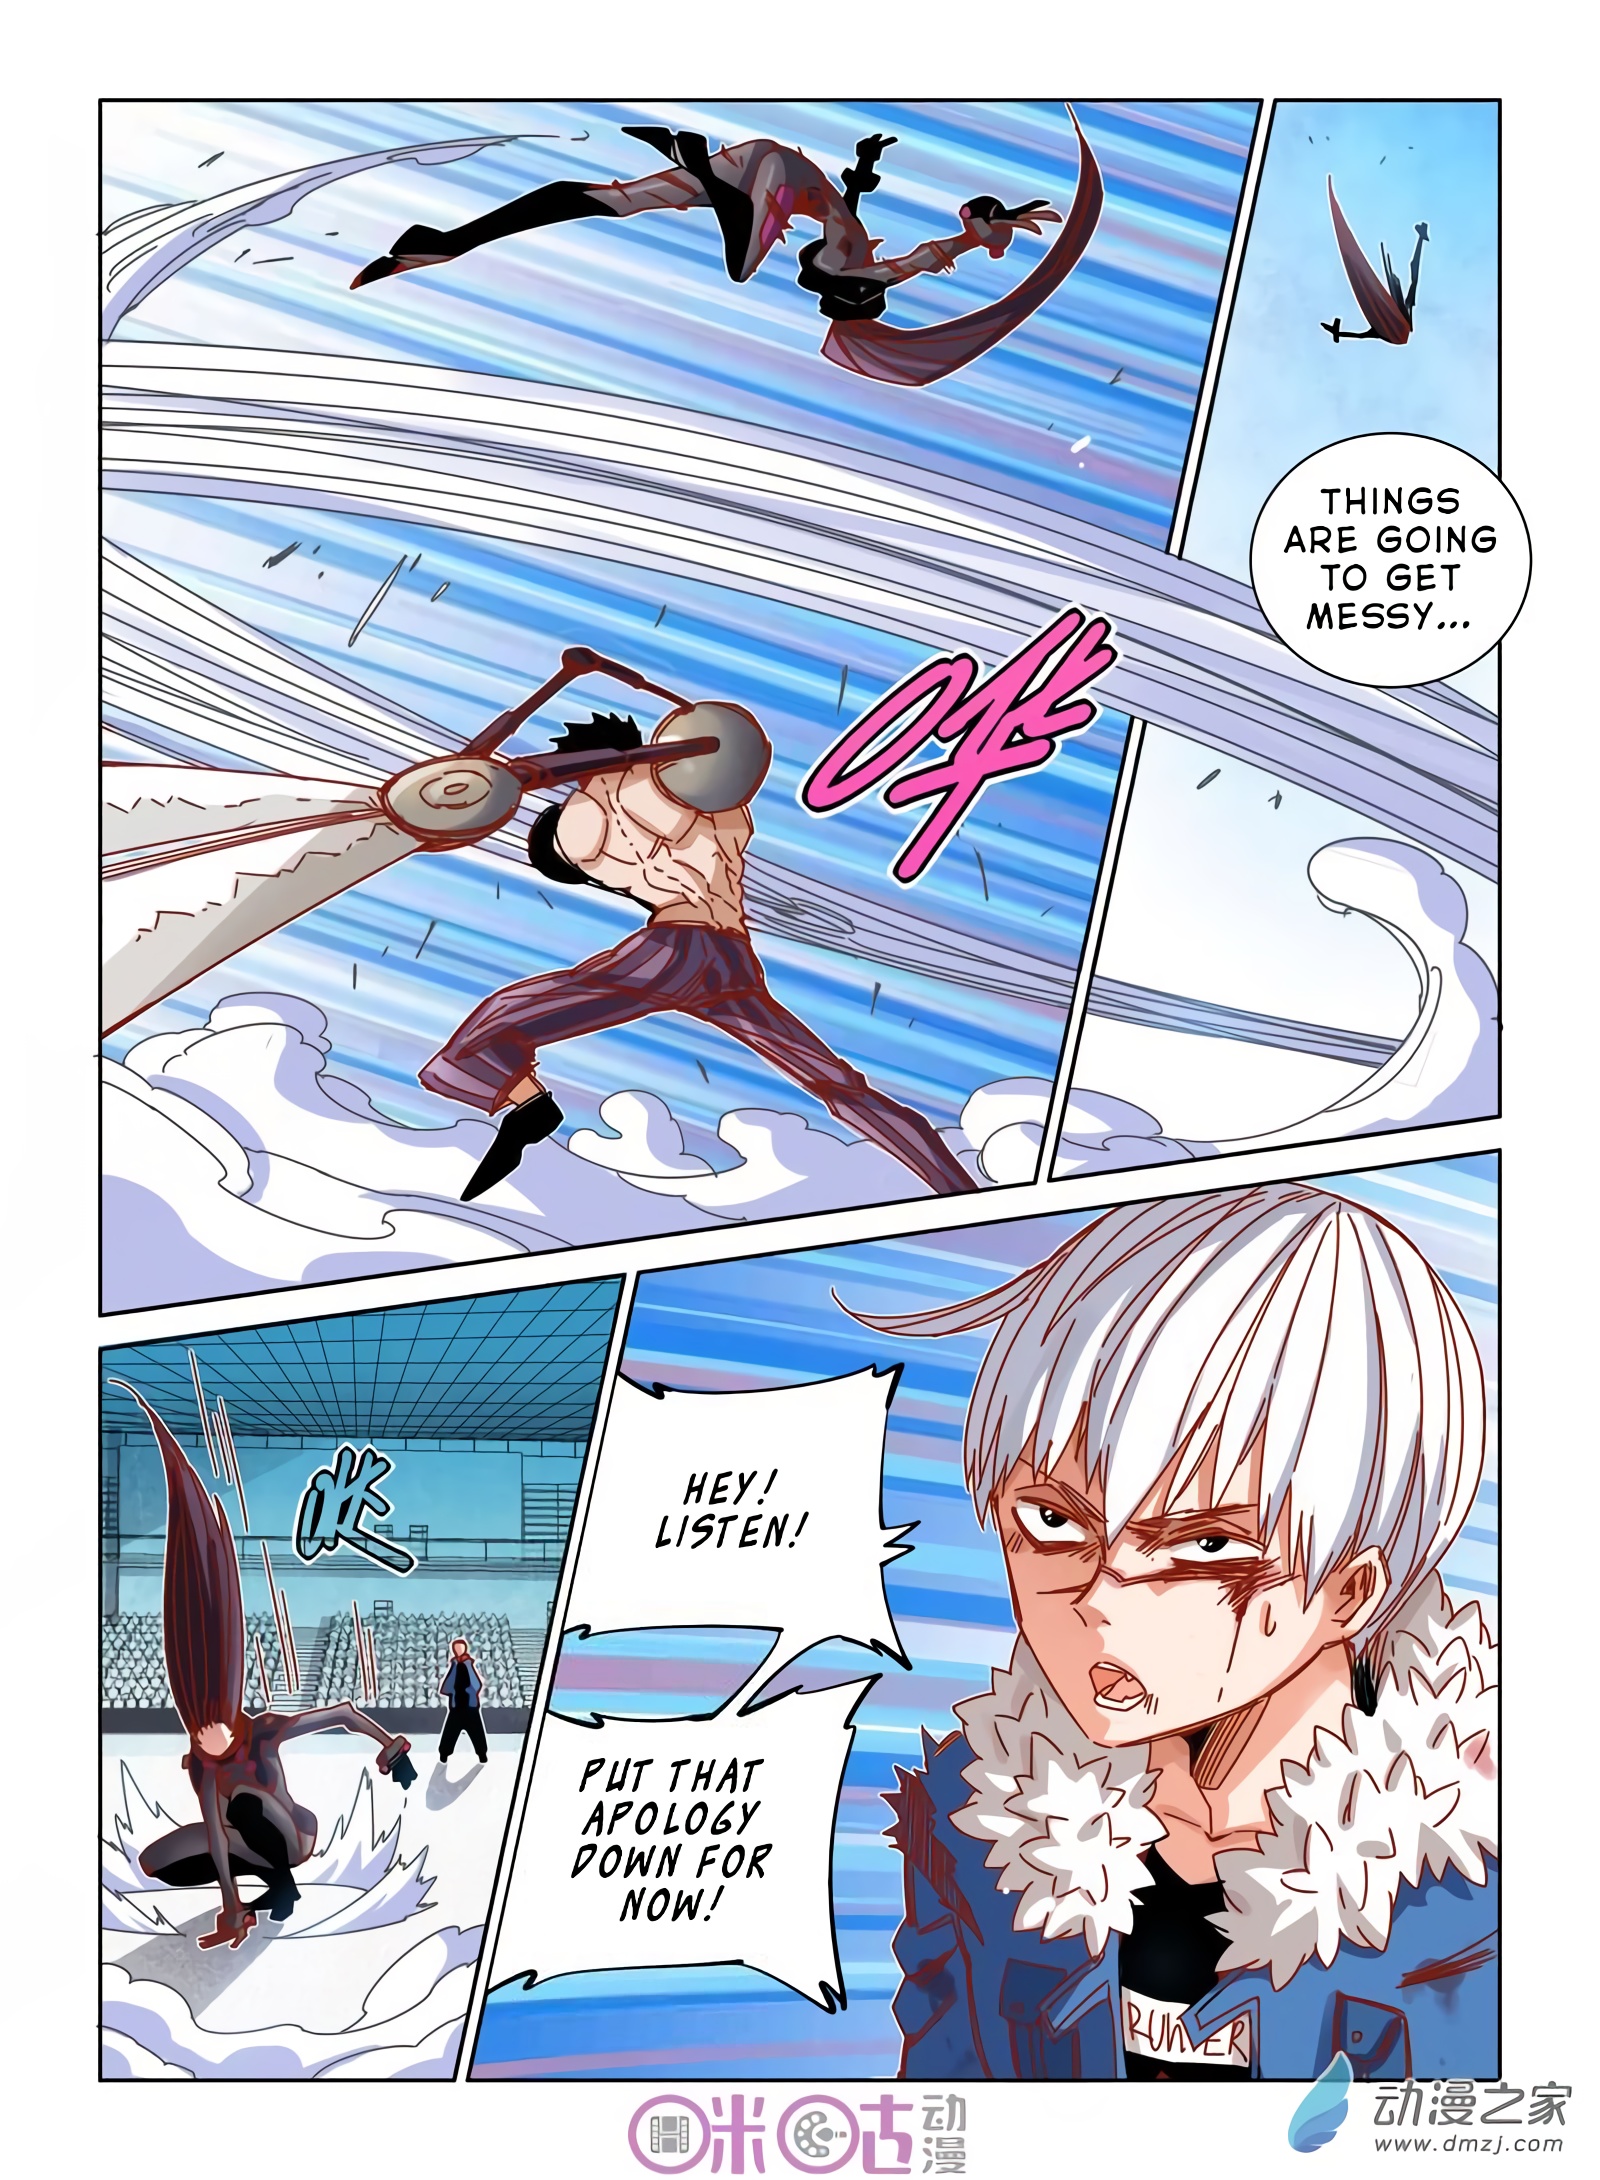 THINGS
ARE GOING
TO GET
MESSY...
HEY!
LISTEN!
PUT THAT
APOLOGY
DOWN FOR
NOW!
RUNNER
咪咕动漫
动漫之家
www.dmzj.com